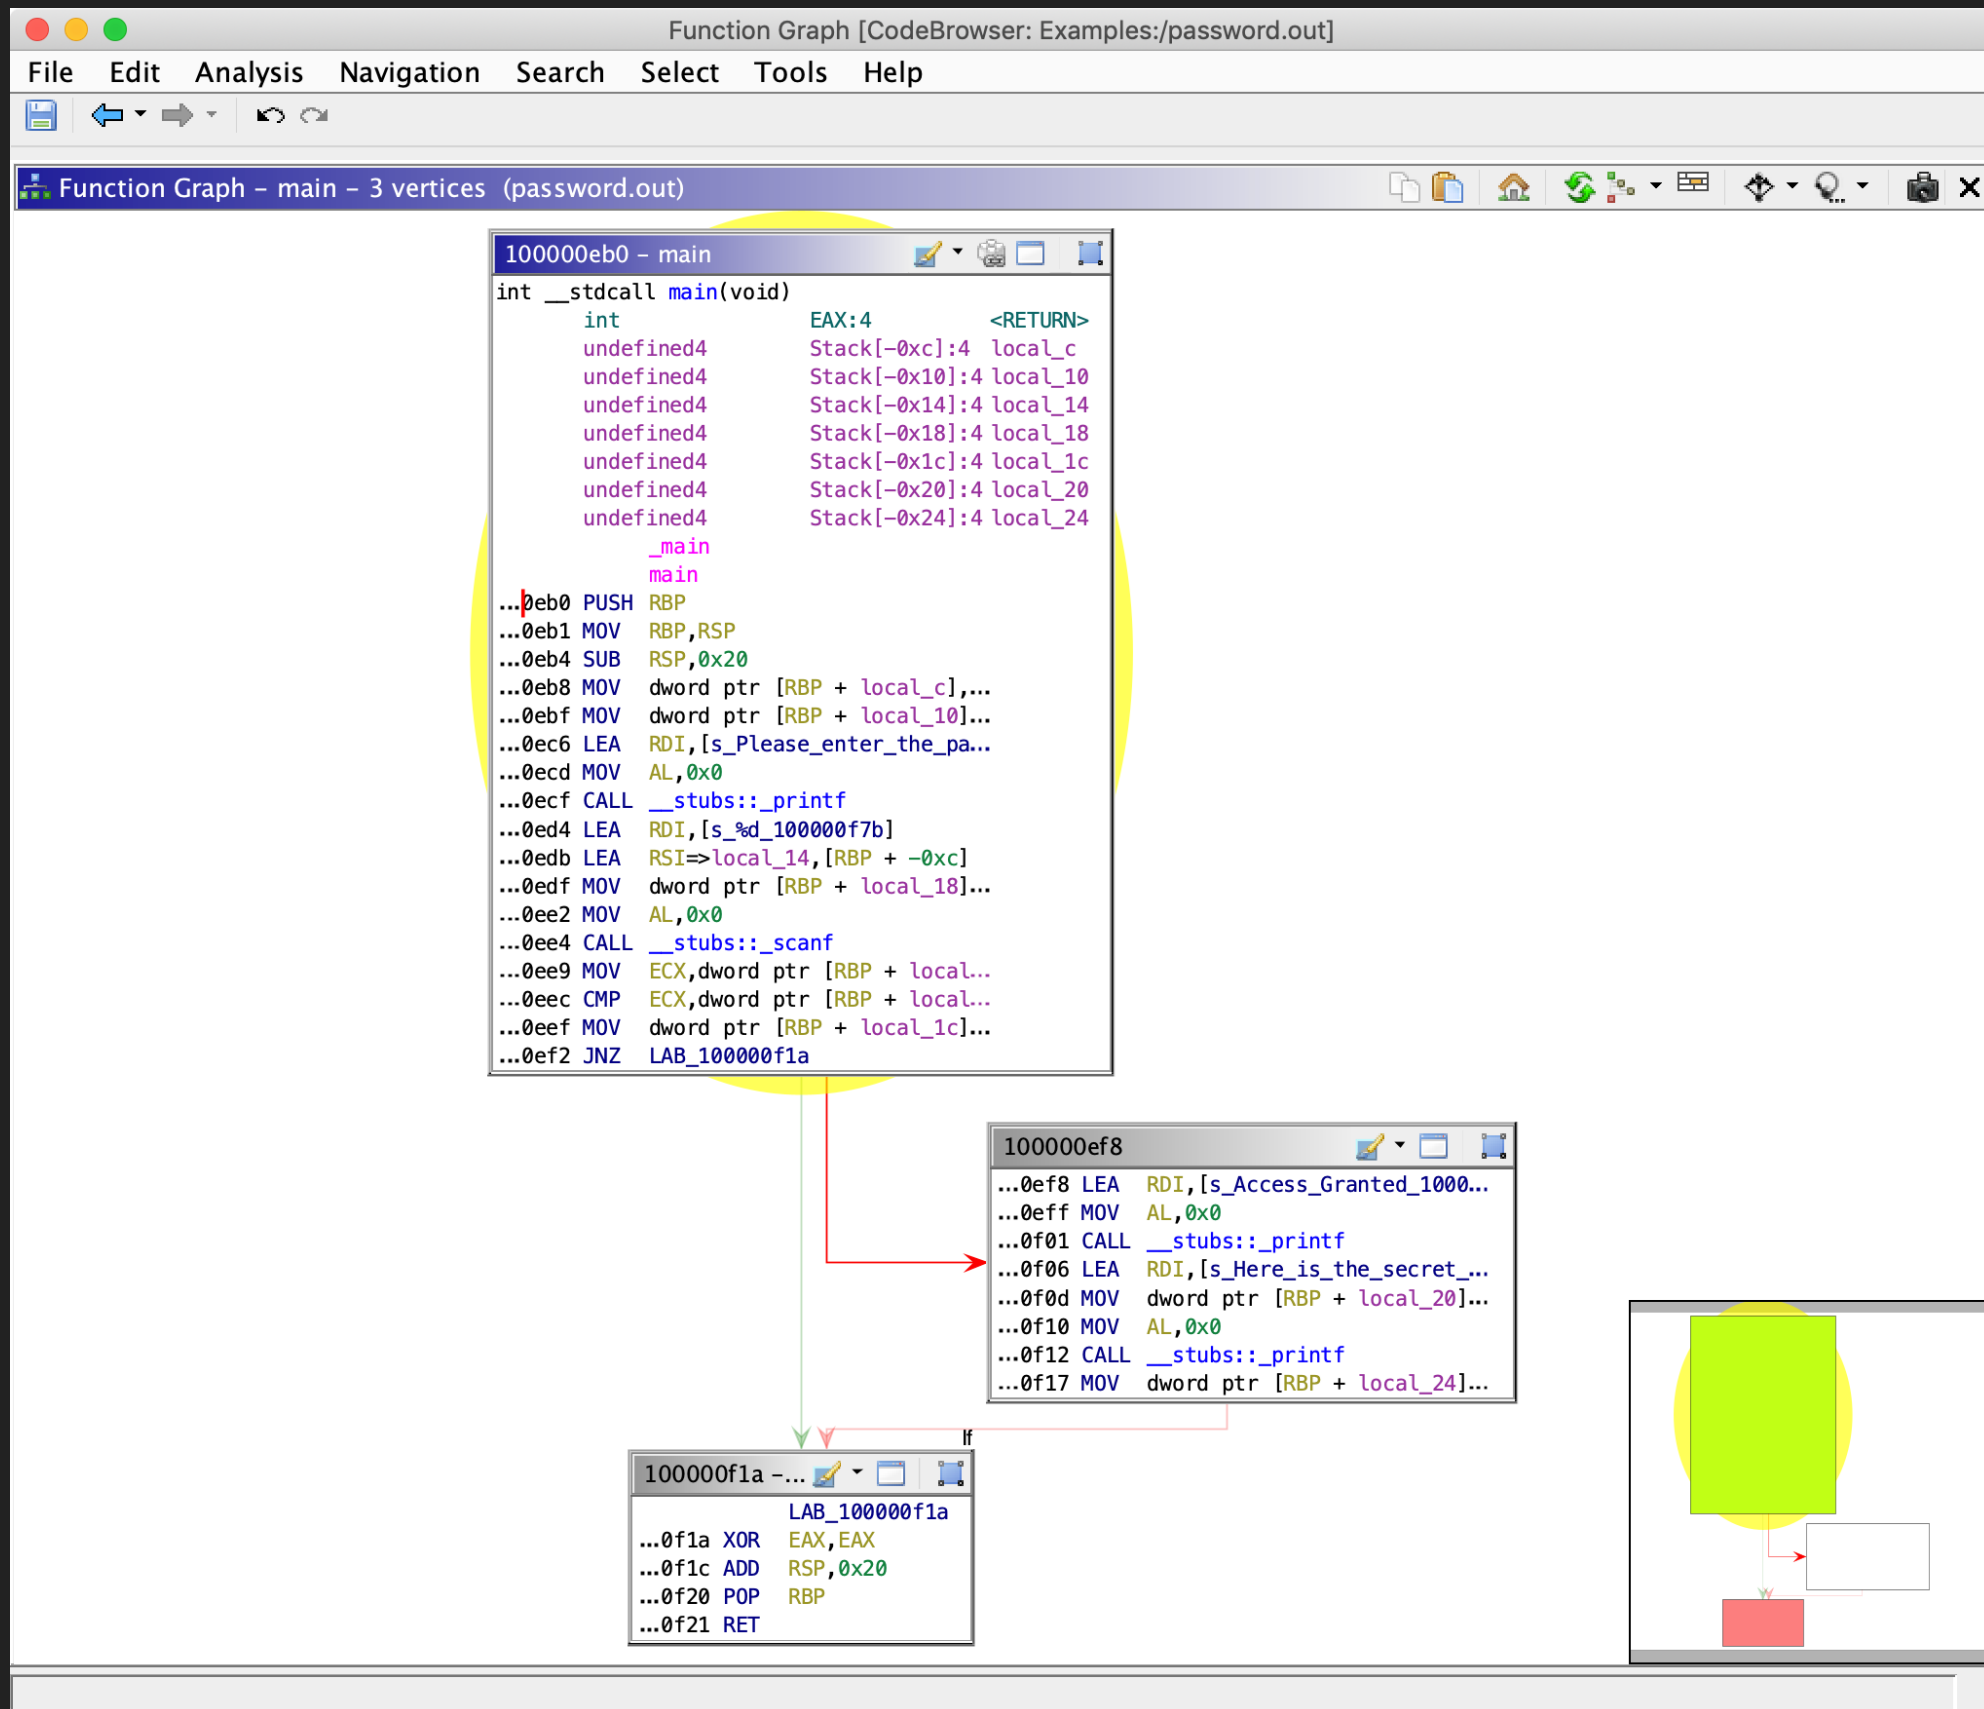 Function Graph [CodeBrowser: Examples:/password.out]
File Edit Analysis Navigation Search Select Tools Help
Function Graph – main – 3 vertices (password.out)
100000eb0 – main
int __stdcall main(void)
int EAX:4 <RETURN>
undefined4 Stack[-0xc]:4 local_c
undefined4 Stack[-0x10]:4 local_10
undefined4 Stack[-0x14]:4 local_14
undefined4 Stack[-0x18]:4 local_18
undefined4 Stack[-0x1c]:4 local_1c
undefined4 Stack[-0x20]:4 local_20
undefined4 Stack[-0x24]:4 local_24
_main
main
...0eb0 PUSH RBP
...0eb1 MOV RBP,RSP
...0eb4 SUB RSP,0x20
...0eb8 MOV dword ptr [RBP + local_c],...
...0ebf MOV dword ptr [RBP + local_10]...
...0ec6 LEA RDI,[s_Please_enter_the_pa...
...0ecd MOV AL,0x0
...0ecf CALL __stubs::_printf
...0ed4 LEA RDI,[s_%d_100000f7b]
...0edb LEA RSI=>local_14,[RBP + -0xc]
...0edf MOV dword ptr [RBP + local_18]...
...0ee2 MOV AL,0x0
...0ee4 CALL __stubs::_scanf
...0ee9 MOV ECX,dword ptr [RBP + local...
...0eec CMP ECX,dword ptr [RBP + local...
...0eef MOV dword ptr [RBP + local_1c]...
...0ef2 JNZ LAB_100000f1a
100000ef8
...0ef8 LEA RDI,[s_Access_Granted_1000...
...0eff MOV AL,0x0
...0f01 CALL __stubs::_printf
...0f06 LEA RDI,[s_Here_is_the_secret_...
...0f0d MOV dword ptr [RBP + local_20]...
...0f10 MOV AL,0x0
...0f12 CALL __stubs::_printf
...0f17 MOV dword ptr [RBP + local_24]...
If
100000f1a –...
LAB_100000f1a
...0f1a XOR EAX,EAX
...0f1c ADD RSP,0x20
...0f20 POP RBP
...0f21 RET